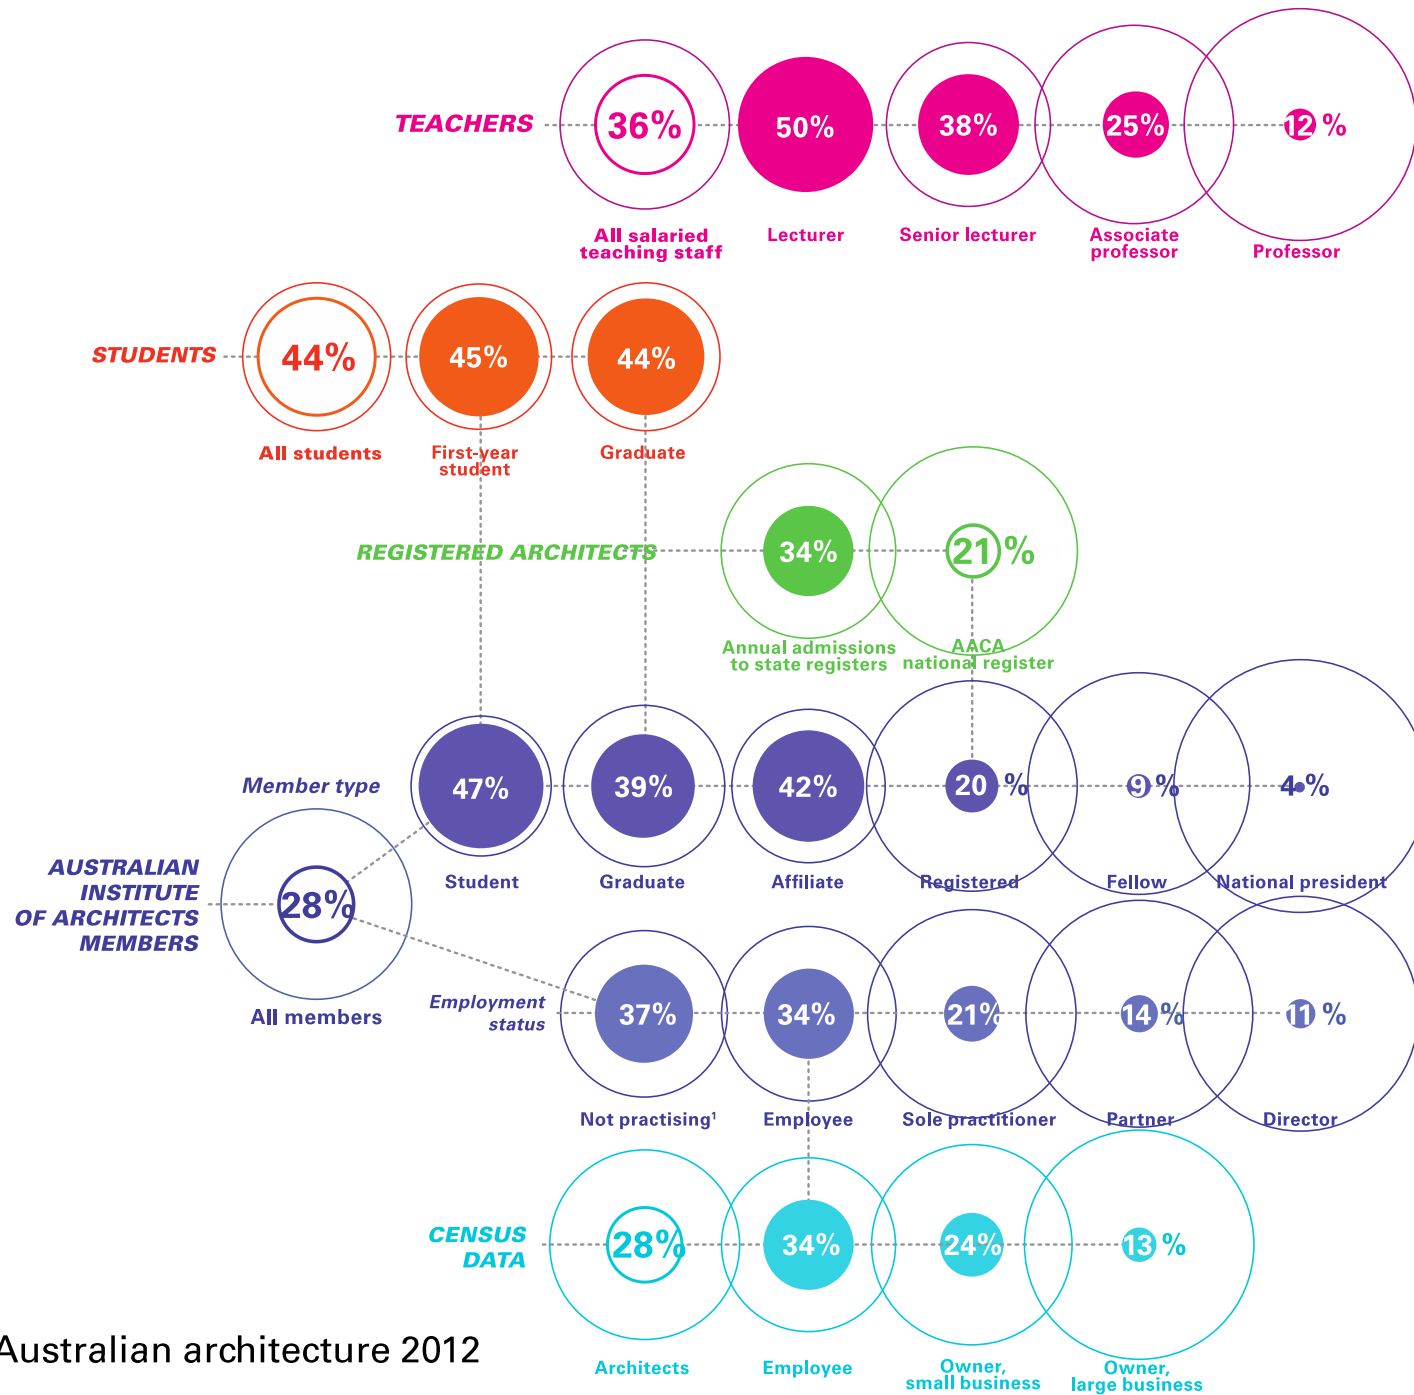 TEACHERS
36%
50%
38%
25%
12 %
All salaried
teaching staff
Lecturer
Senior lecturer
Associate
professor
Professor
STUDENTS
44%
45%
44%
All students
First-year
student
Graduate
REGISTERED ARCHITECTS
34%
21 %
Annual admissions
to state registers
AACA
national register
Member type
47%
39%
42%
20 %
9 %
4 %
Student
Graduate
Affiliate
Registered
Fellow
National president
AUSTRALIAN
INSTITUTE
OF ARCHITECTS
MEMBERS
28%
All members
Employment
status
37%
34%
21%
14 %
11 %
Not practising¹
Employee
Sole practitioner
Partner
Director
CENSUS
DATA
28%
34%
24%
13 %
Architects
Employee
Owner,
small business
Owner,
large business
Australian architecture 2012